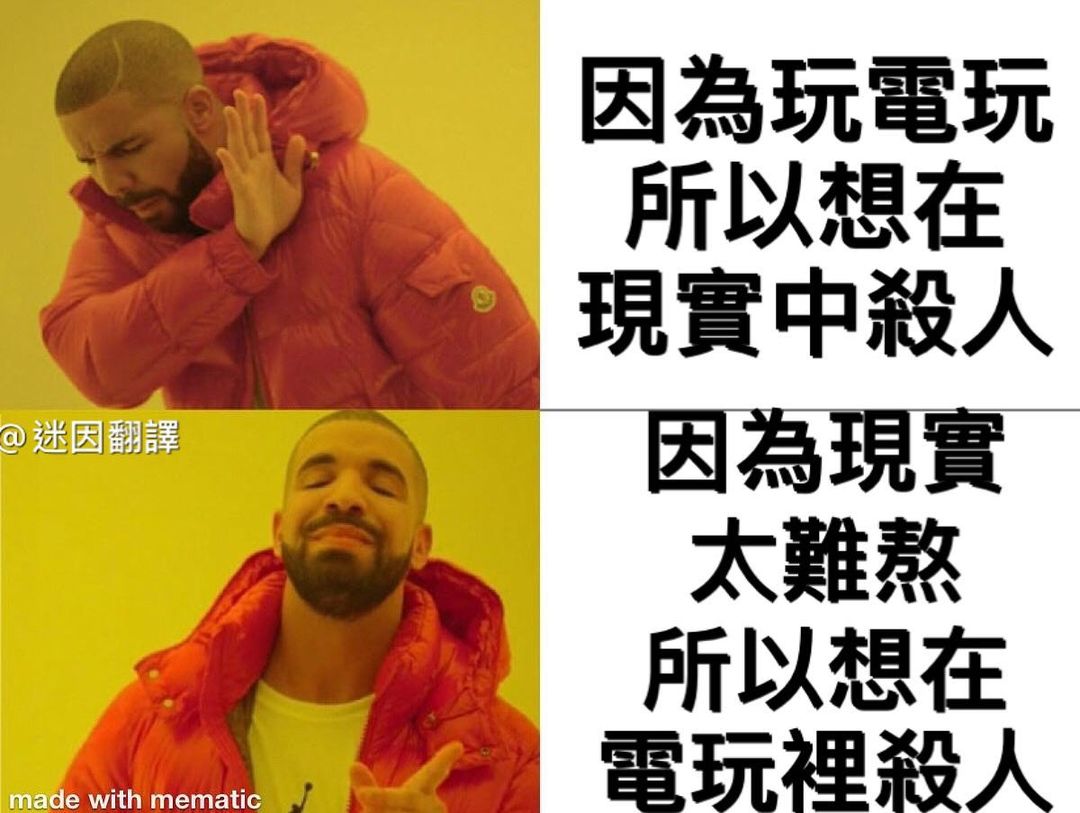 因為玩電玩
所以想在
現實中殺人
@迷因翻譯
因為現實
太難熬
所以想在
電玩裡殺人
made with mematic